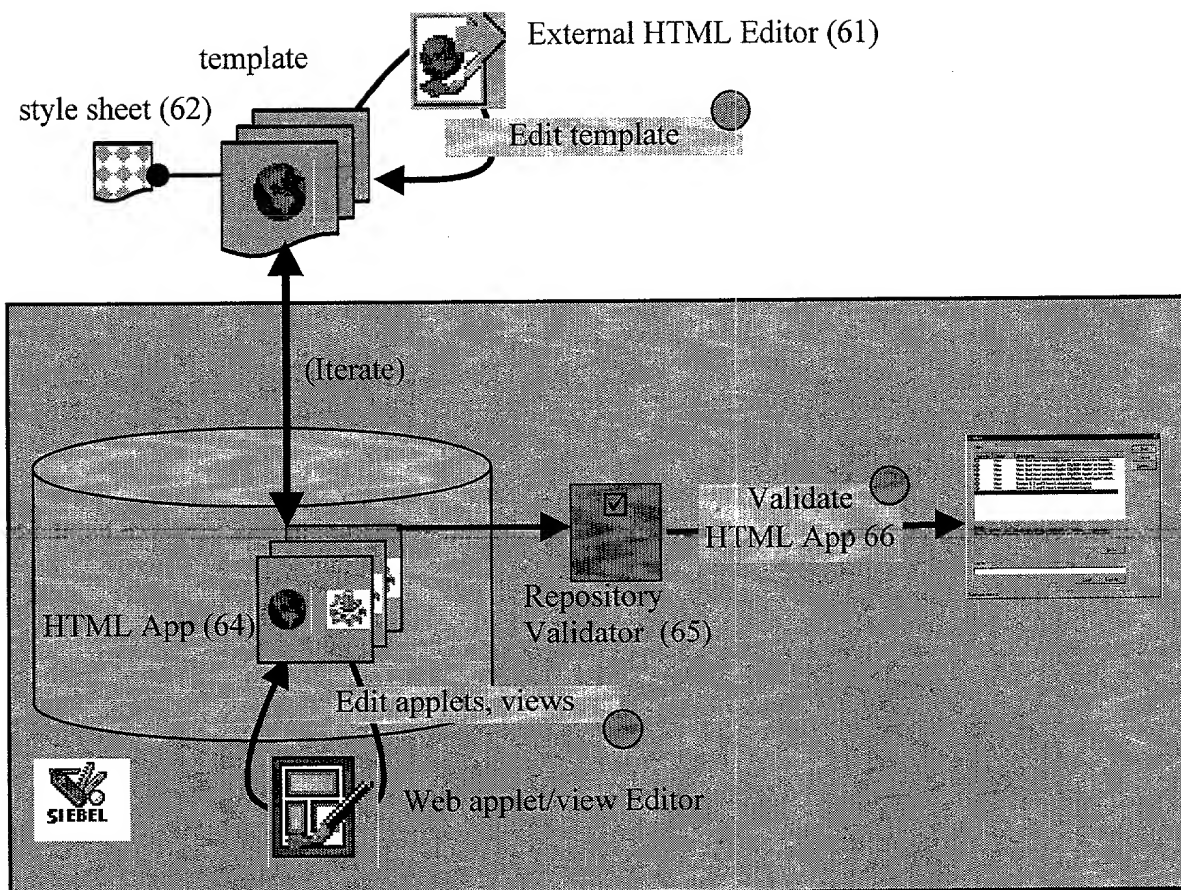 External HTML Editor (61)
template
style sheet (62)
Edit template
(Iterate)
Validate
HTML App 66
Repository
Validator (65)
HTML App (64)
Edit applets, views
Web applet/view Editor
SIEBEL